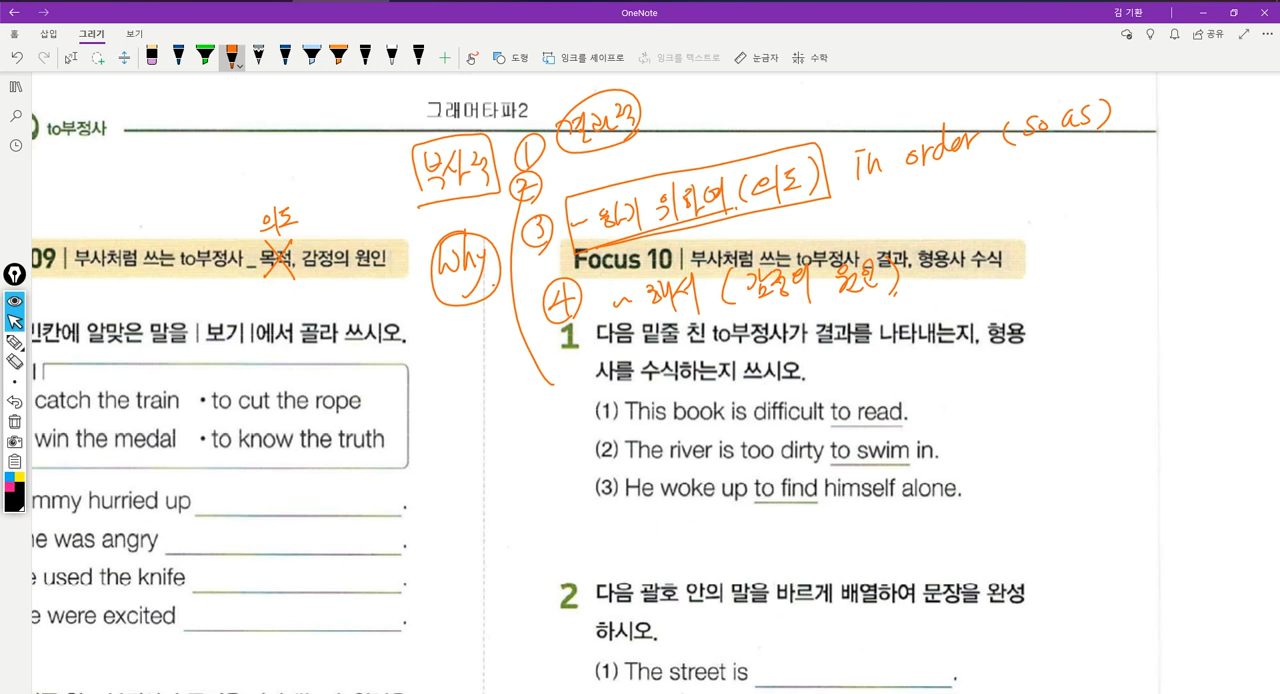 OneNote
김 기환
홈 삽입 그리기 보기
공유
도형 잉크를 셰이프로 잉크를 텍스트로 눈금자 수학
그래머타파2
to부정사
부사적 ① ② ③ ~하기 위하여 (의도) in order (so as)
의도
09 | 부사처럼 쓰는 to부정사 _ 목적, 감정의 원인
Why
Focus 10 | 부사처럼 쓰는 to부정사 _ 결과, 형용사 수식
④ ~해서 (감정의 원인)
빈칸에 알맞은 말을 | 보기 |에서 골라 쓰시오.
catch the train • to cut the rope
win the medal • to know the truth
mmy hurried up .
he was angry .
e used the knife .
e were excited .
1 다음 밑줄 친 to부정사가 결과를 나타내는지, 형용
사를 수식하는지 쓰시오.
(1) This book is difficult to read.
(2) The river is too dirty to swim in.
(3) He woke up to find himself alone.
2 다음 괄호 안의 말을 바르게 배열하여 문장을 완성
하시오.
(1) The street is .